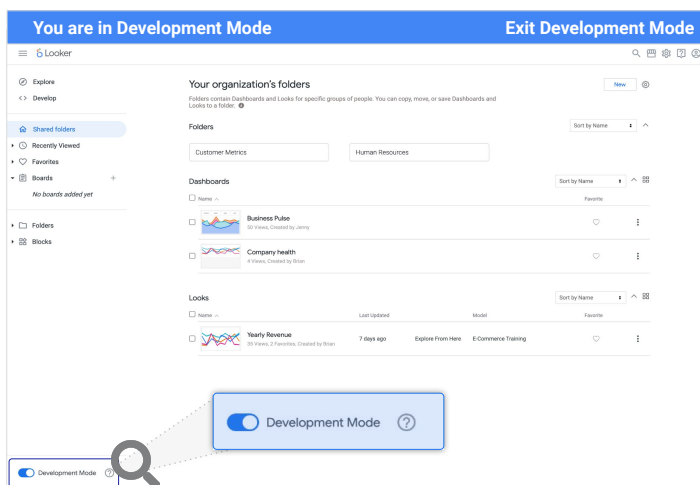 You are in Development Mode
Exit Development Mode
Looker
Explore
Develop
Shared folders
Recently Viewed
Favorites
Boards
No boards added yet
Folders
Blocks
Your organization's folders
New
Folders contain Dashboards and Looks for specific groups of people. You can copy, move, or save Dashboards and
Looks to a folder.
Folders
Sort by Name
Customer Metrics
Human Resources
Dashboards
Sort by Name
Name
Favorite
Business Pulse
50 Views, Created by Jenny
Company health
4 Views, Created by Brian
Looks
Sort by Name
Name
Last Updated
Model
Favorite
Yearly Revenue
35 Views, 2 Favorites, Created by Brian
7 days ago
Explore From Here
E-Commerce Training
Development Mode
Development Mode